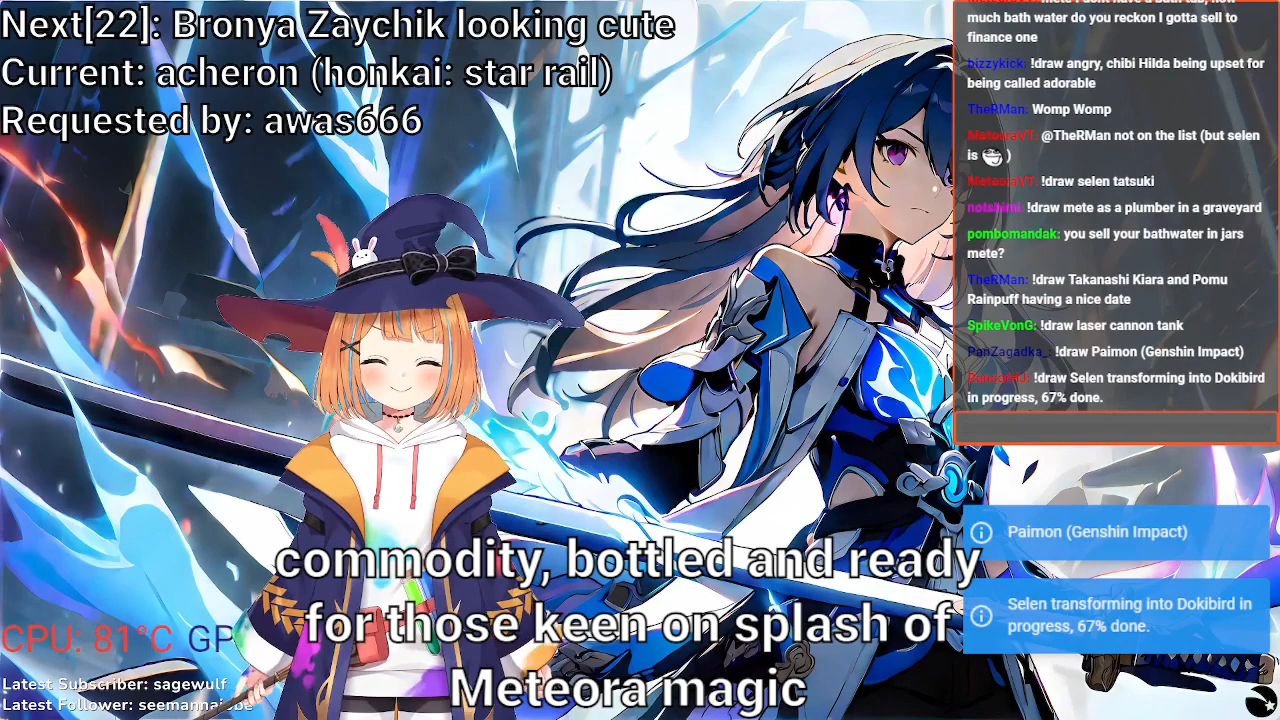 Next[22]: Bronya Zaychik looking cute
Current: acheron (honkai: star rail)
Requested by: awas666
much bath water do you reckon I gotta sell to
finance one
bizzykick: !draw angry, chibi Hilda being upset for
being called adorable
TheRMan: Womp Womp
MateoraVT: @TheRMan not on the list (but selen
is )
MeteoraVT: !draw selen tatsuki
notshimi: !draw mete as a plumber in a graveyard
pombomandak: you sell your bathwater in jars
mete?
TheRMan: !draw Takanashi Kiara and Pomu
Rainpuff having a nice date
SpikeVonG: !draw laser cannon tank
PanZagadka_: !draw Paimon (Genshin Impact)
!draw Selen transforming into Dokibird
in progress, 67% done.
Paimon (Genshin Impact)
Selen transforming into Dokibird in
progress, 67% done.
commodity, bottled and ready
for those keen on splash of
Meteora magic
CPU: 81°C GP
Latest Subscriber: sagewulf
Latest Follower: